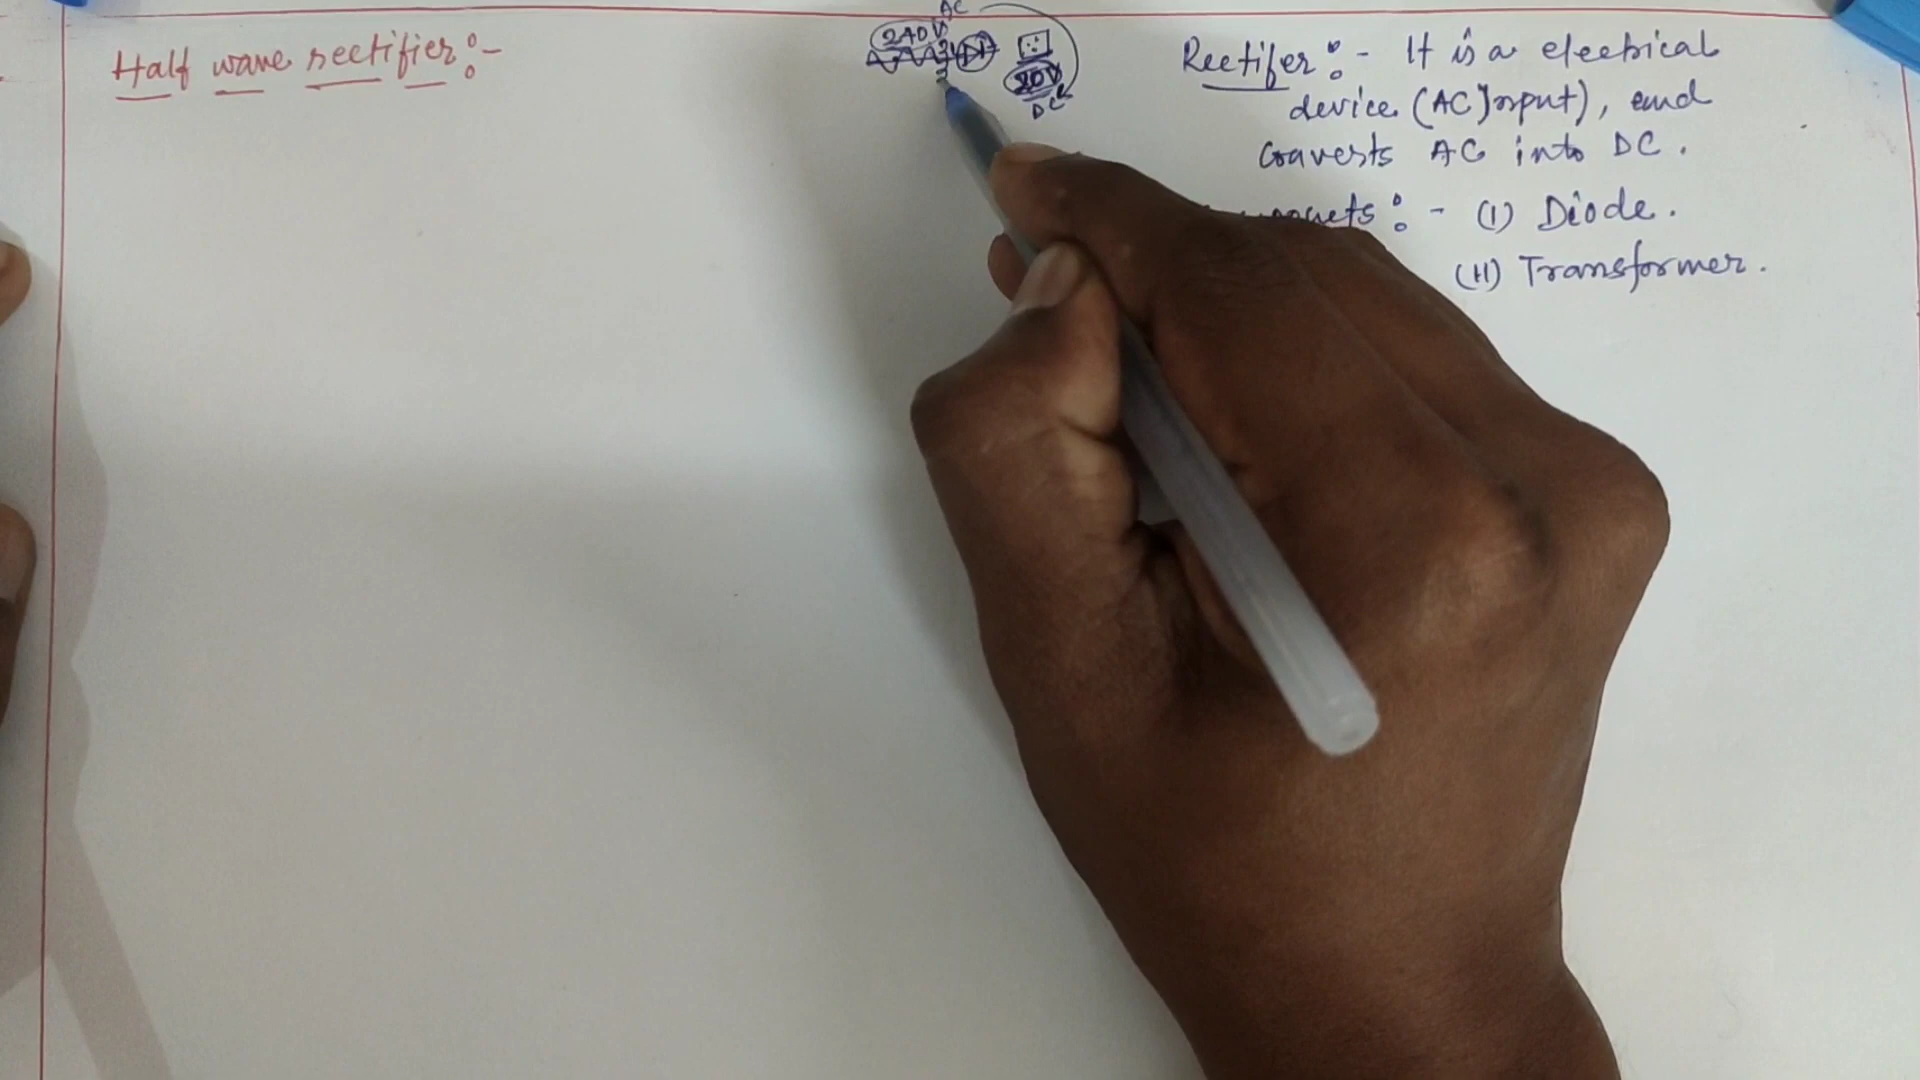 Half wave rectifier:-
AC
240V
20V
DC
Rectifer:- It is a electrical
device (AC Input), and
Converts AC into DC.
:- (I) Diode.
(II) Transformer.